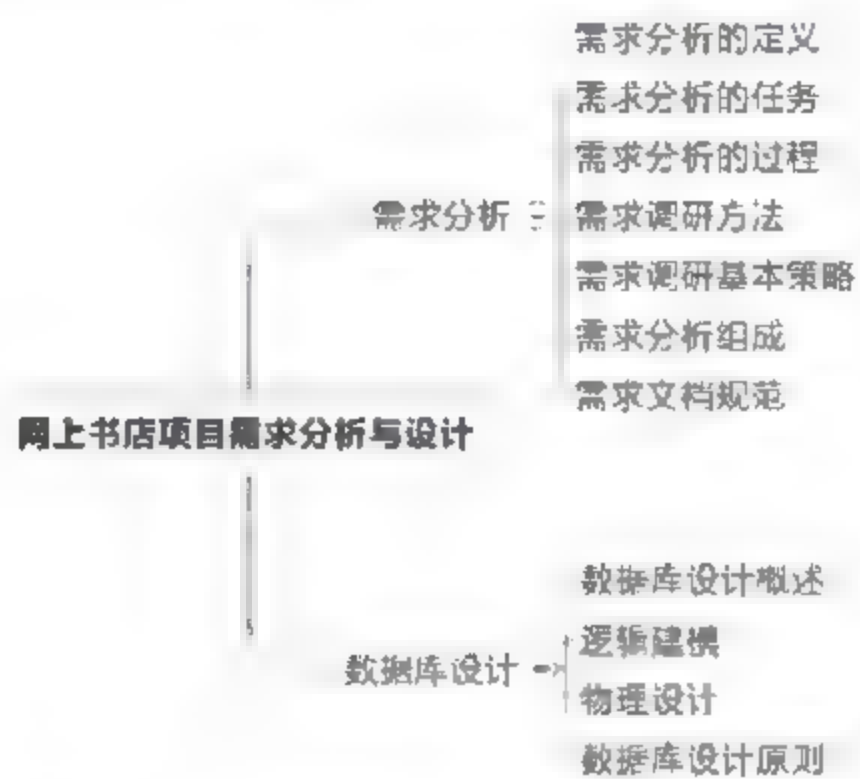 需求分析的定义
需求分析的任务
需求分析的过程
需求分析
需求调研方法
需求调研基本策略
需求分析组成
需求文档规范
网上书店项目需求分析与设计
数据库设计概述
逻辑建模
数据库设计
物理设计
数据库设计原则